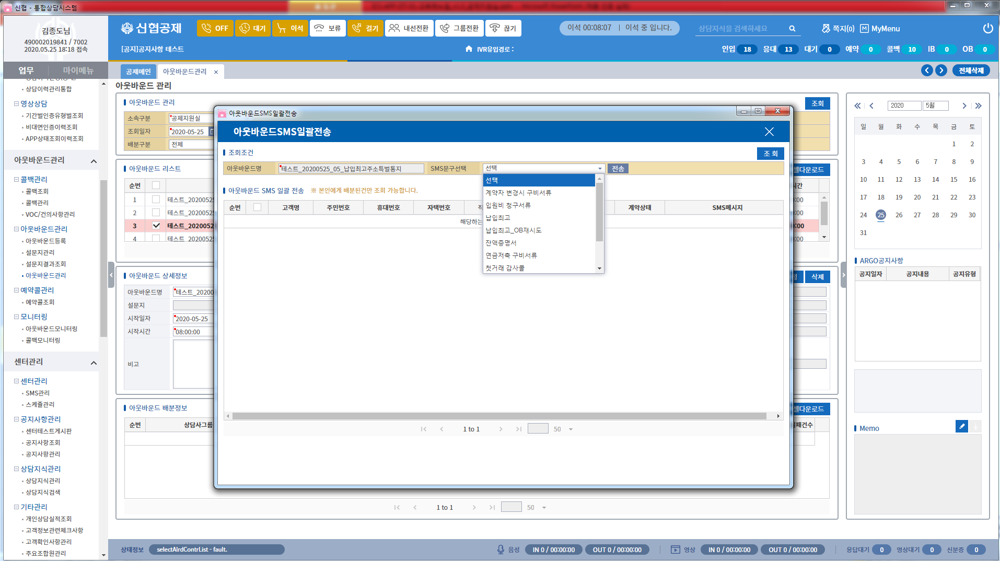 신협 - 통합상담시스템
김종도님
490002019841 / 7002
2020.05.25 18:18 접속
신협공제
OFF
대기
이석
보류
걸기
내선전환
그룹전환
끊기
이석 00:08:07 | 이석 중 입니다.
상담지식을 검색하세요
쪽지(0)
MyMenu
[공지]공지사항 테스트
IVR유입경로 :
인입 18 응대 13 대기 0 예약 0 콜백 10 IB 0 OB 0
업무 마이메뉴
공제메인
아웃바운드관리 ×
전체삭제
상담이력관리통합
영상상담
기간별인증유형별조회
비대면인증이력조회
APP상태조회이력조회
아웃바운드관리
콜백관리
콜백조회
콜백관리
VOC/건의사항관리
아웃바운드관리
아웃바운드등록
설문지관리
설문지결과조회
아웃바운드관리
예약콜관리
예약콜조회
모니터링
아웃바운드모니터링
콜백모니터링
센터관리
센터관리
SMS관리
스케쥴관리
공지사항관리
센터테스트게시판
공지사항조회
공지사항관리
상담지식관리
상담지식관리
상담지식검색
기타관리
개인상담실적조회
고객정보관련체크사항
고객확인사항관리
주요조합원관리
아웃바운드 관리
아웃바운드 관리
조회
소속구분 공제지원실
조회일자 2020-05-25
배분구분 전체
아웃바운드 리스트
셀다운로드
순번
1 테스트_2020052
2 테스트_2020052
3 테스트_2020052
4 테스트_2020052
아웃바운드 상세정보
삭제
아웃바운드명 테스트_20200
설문지
시작일자 2020-05-25
시작시간 08:00:00
비고
아웃바운드 배분정보
셀다운로드
순번 상담사그룹
패건수
1 to 1
50
아웃바운드SMS일괄전송
아웃바운드SMS일괄전송
조회조건
조 회
아웃바운드명 테스트_20200525_05_납입최고주소특별통지 SMS문구선택 선택 전송
선택
계약자 변경시 구비서류
입원비 청구서류
납입최고
납입최고_OB재시도
잔액증명서
연금저축 구비서류
첫거래 감사콜
아웃바운드 SMS 일괄 전송 ※ 본인에게 배분된건만 조회 가능합니다.
순번 고객명 주민번호 휴대번호 자택번호 계약상태 SMS메시지
해당하는
1 to 1
50
2020 5월
일 월 화 수 목 금 토
1 2
3 4 5 6 7 8 9
10 11 12 13 14 15 16
17 18 19 20 21 22 23
24 25 26 27 28 29 30
31
ARGO공지사항
공지일자 공지내용 공지유형
Memo
상태정보 selectAlrdContrList - fault.
음성 IN 0 / 00:00:00 OUT 0 / 00:00:00
영상 IN 0 / 00:00:00 OUT 0 / 00:00:00
응답대기 0 영상대기 0 신분증 0